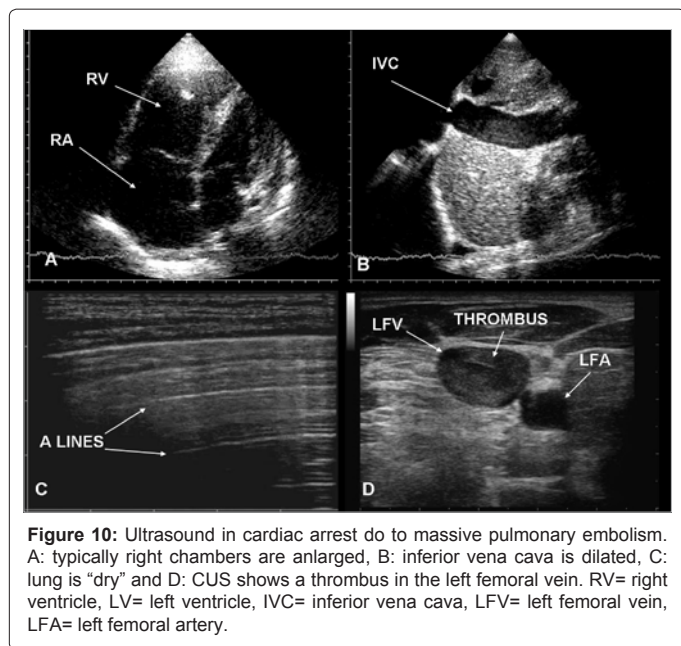 RV
RA
A
IVC
B
A LINES
C
LFV
THROMBUS
LFA
D
Figure 10: Ultrasound in cardiac arrest do to massive pulmonary embolism.
A: typically right chambers are anlarged, B: inferior vena cava is dilated, C:
lung is “dry” and D: CUS shows a thrombus in the left femoral vein. RV= right
ventricle, LV= left ventricle, IVC= inferior vena cava, LFV= left femoral vein,
LFA= left femoral artery.